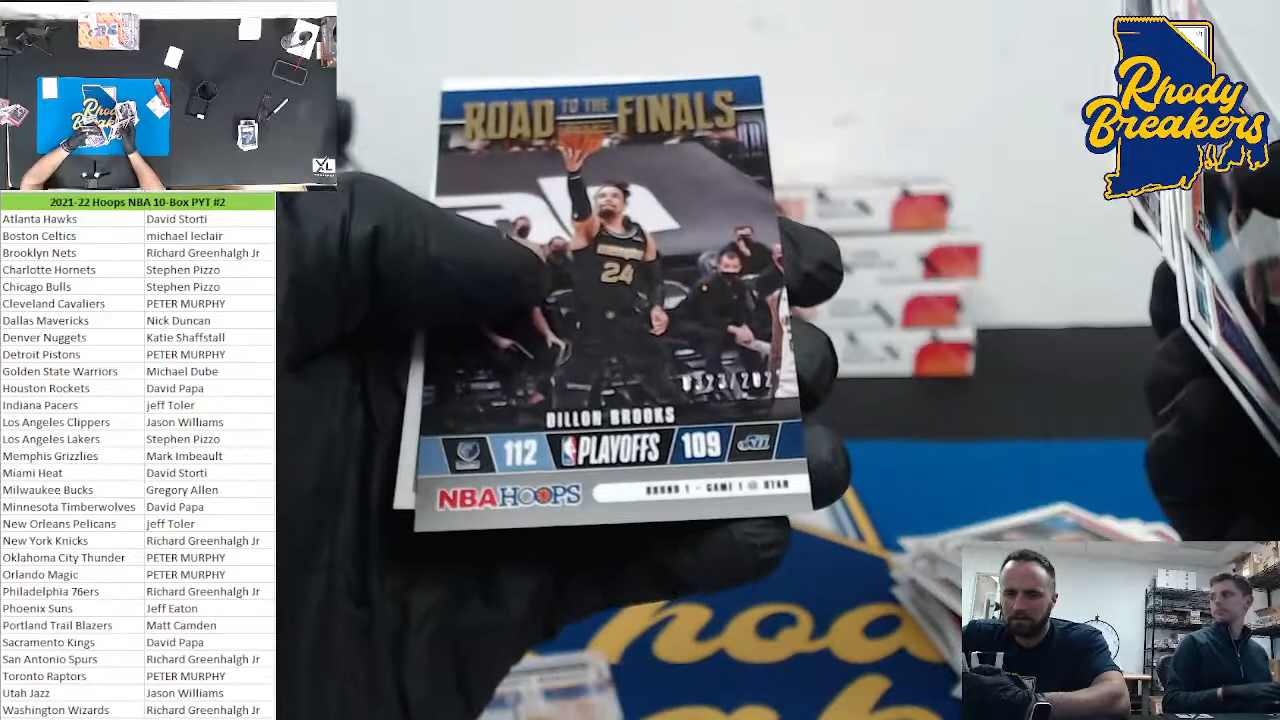 2021-22 Hoops NBA 10-Box PYT #2
Atlanta Hawks David Storti
Boston Celtics michael leclair
Brooklyn Nets Richard Greenhalgh Jr
Charlotte Hornets Stephen Pizzo
Chicago Bulls Stephen Pizzo
Cleveland Cavaliers PETER MURPHY
Dallas Mavericks Nick Duncan
Denver Nuggets Katie Shaffstall
Detroit Pistons PETER MURPHY
Golden State Warriors Michael Dube
Houston Rockets David Papa
Indiana Pacers jeff Toler
Los Angeles Clippers Jason Williams
Los Angeles Lakers Stephen Pizzo
Memphis Grizzlies Mark Imbeault
Miami Heat David Storti
Milwaukee Bucks Gregory Allen
Minnesota Timberwolves David Papa
New Orleans Pelicans jeff Toler
New York Knicks Richard Greenhalgh Jr
Oklahoma City Thunder PETER MURPHY
Orlando Magic PETER MURPHY
Philadelphia 76ers Richard Greenhalgh Jr
Phoenix Suns Jeff Eaton
Portland Trail Blazers Matt Camden
Sacramento Kings David Papa
San Antonio Spurs Richard Greenhalgh Jr
Toronto Raptors PETER MURPHY
Utah Jazz Jason Williams
Washington Wizards Richard Greenhalgh Jr
ROAD TO THE FINALS
24
DILLON BROOKS
112 PLAYOFFS 109
NBA HOOPS
ROUND 1 - GAME 1 @ UTAH
Rhody
Breakers
XL